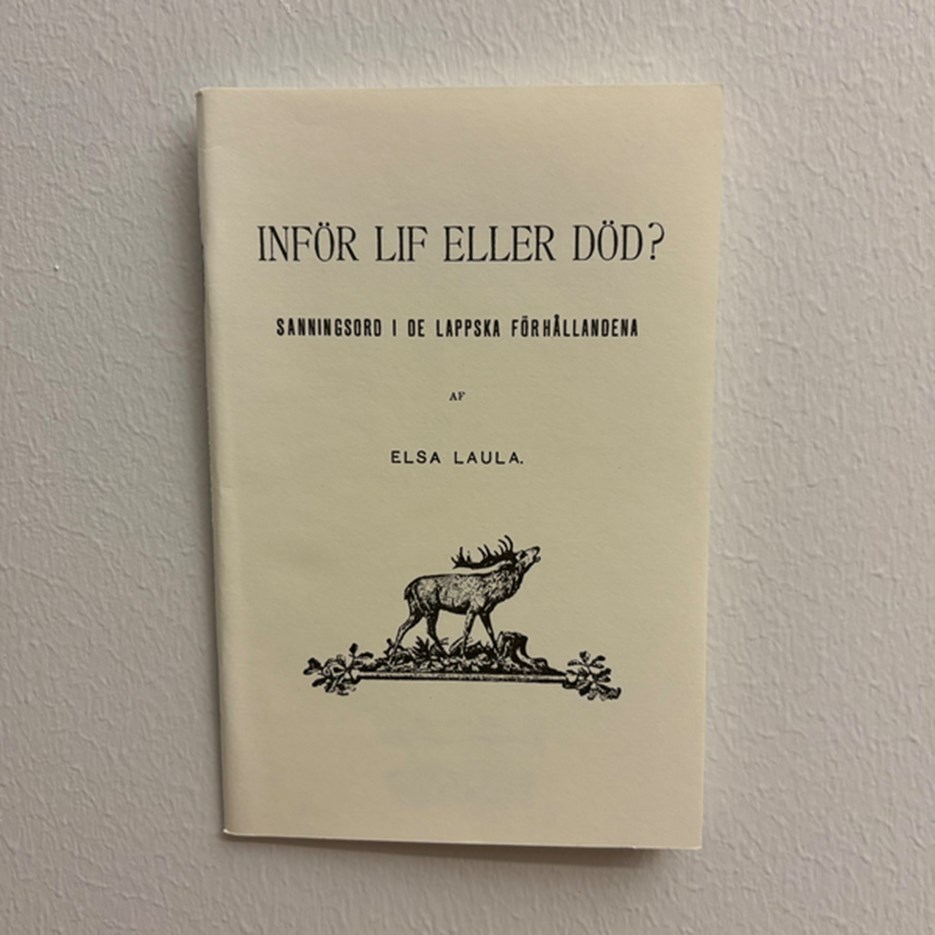 INFÖR LIF ELLER DÖD?
SANNINGSORD I DE LAPPSKA FÖRHÅLLANDENA
AF
ELSA LAULA.